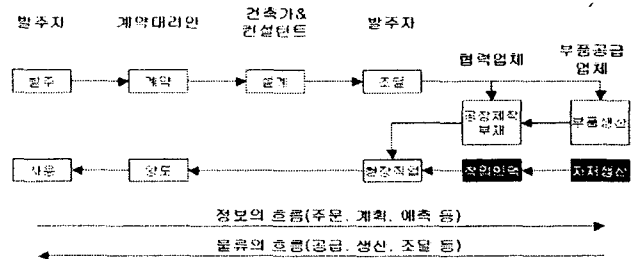 발주자
계약대리인
건축가&
컨설턴트
발주자
협력업체
부품공급
업체
발주
계약
설계
조달
공장제작
부재
부품생산
사용
양도
현장작업
작업인력
자재생산
정보의 흐름(주문, 계획, 예측 등)
물류의 흐름(공급, 생산, 조달 등)